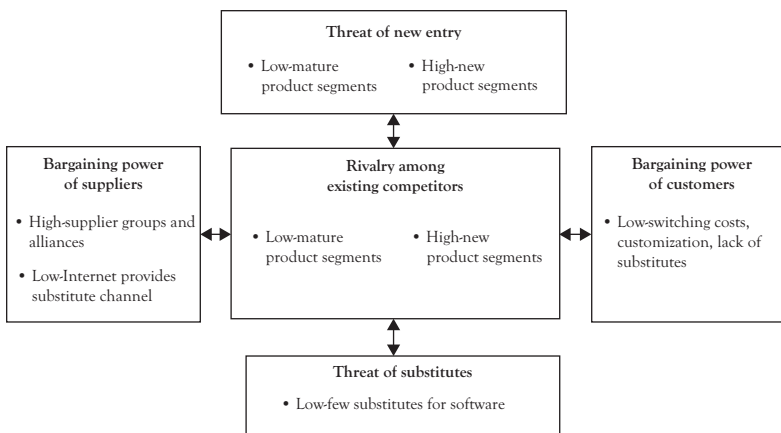 Threat of new entry
• Low-mature
product segments
• High-new
product segments
Bargaining power
of suppliers
• High-supplier groups and
alliances
• Low-Internet provides
substitute channel
Rivalry among
existing competitors
• Low-mature
product segments
• High-new
product segments
Bargaining power
of customers
• Low-switching costs,
customization, lack of
substitutes
Threat of substitutes
• Low-few substitutes for software